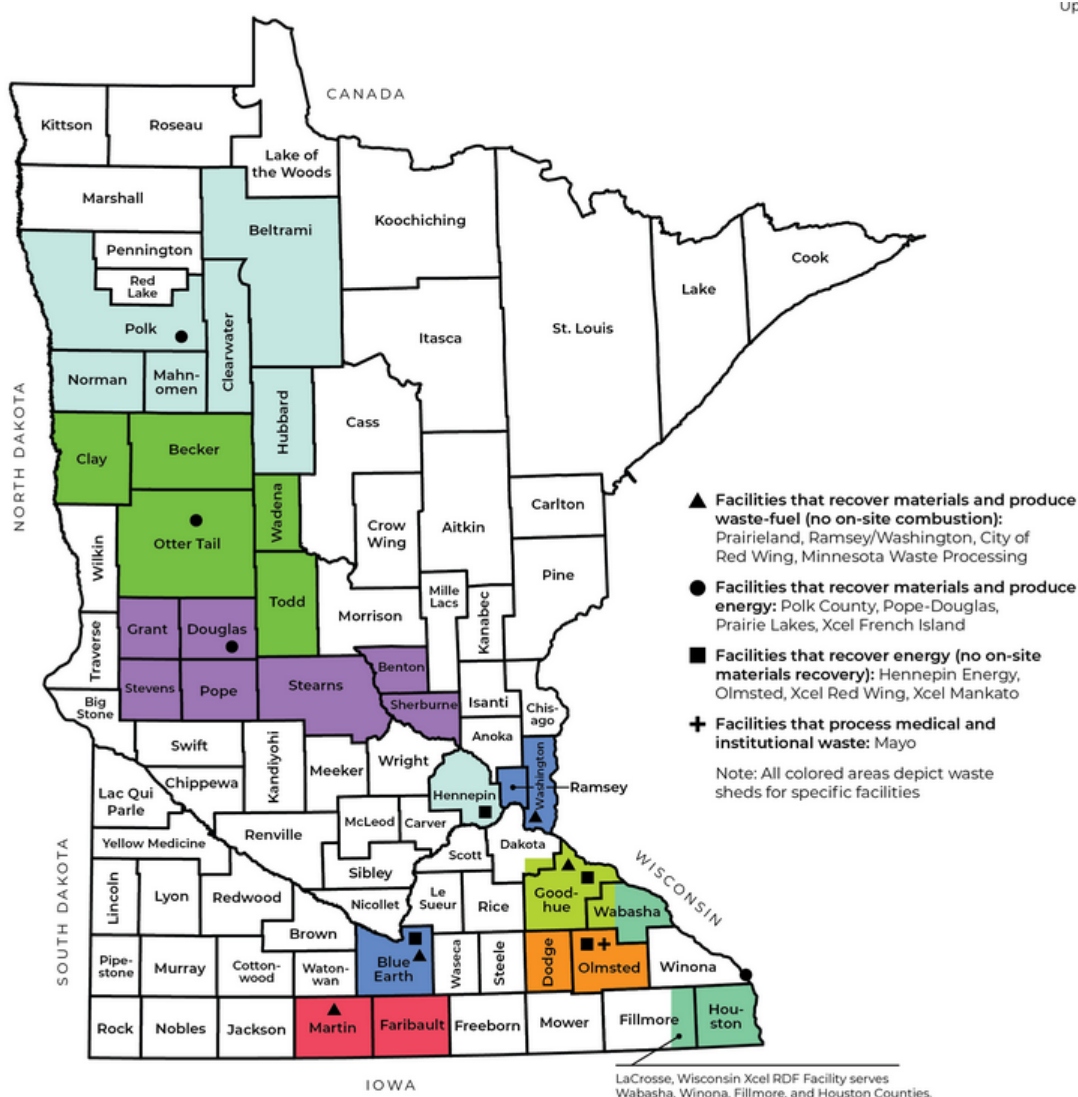 Up
CANADA
Kittson
Roseau
Lake of
the Woods
Marshall
Koochiching
Beltrami
Pennington
Red
Lake
Cook
Lake
Polk
Clearwater
Itasca
St. Louis
Norman
Mahn-
omen
NORTH DAKOTA
Hubbard
Cass
Clay
Becker
Wadena
Crow
Wing
Aitkin
Carlton
Otter Tail
Wilkin
Pine
Todd
Mille
Lacs
Kanabec
Morrison
Traverse
Grant
Douglas
Stevens
Pope
Stearns
Benton
Sherburne
Isanti
Chis-
ago
Big
Stone
Anoka
Swift
Kandiyohi
Meeker
Wright
Washington
Chippewa
Hennepin
Ramsey
Lac Qui
Parle
McLeod
Carver
Renville
Yellow Medicine
Scott
Dakota
Sibley
WISCONSIN
SOUTH DAKOTA
Lincoln
Lyon
Redwood
Nicollet
Le
Sueur
Rice
Good-
hue
Wabasha
Brown
Pipe-
stone
Murray
Cotton-
wood
Waton-
wan
Blue
Earth
Waseca
Steele
Dodge
Olmsted
Winona
Rock
Nobles
Jackson
Martin
Faribault
Freeborn
Mower
Fillmore
Hou-
ston
IOWA
LaCrosse, Wisconsin Xcel RDF Facility serves
Wabasha, Winona, Fillmore, and Houston Counties.
Facilities that recover materials and produce
waste-fuel (no on-site combustion):
Prairieland, Ramsey/Washington, City of
Red Wing, Minnesota Waste Processing
Facilities that recover materials and produce
energy: Polk County, Pope-Douglas,
Prairie Lakes, Xcel French Island
Facilities that recover energy (no on-site
materials recovery): Hennepin Energy,
Olmsted, Xcel Red Wing, Xcel Mankato
Facilities that process medical and
institutional waste: Mayo
Note: All colored areas depict waste
sheds for specific facilities